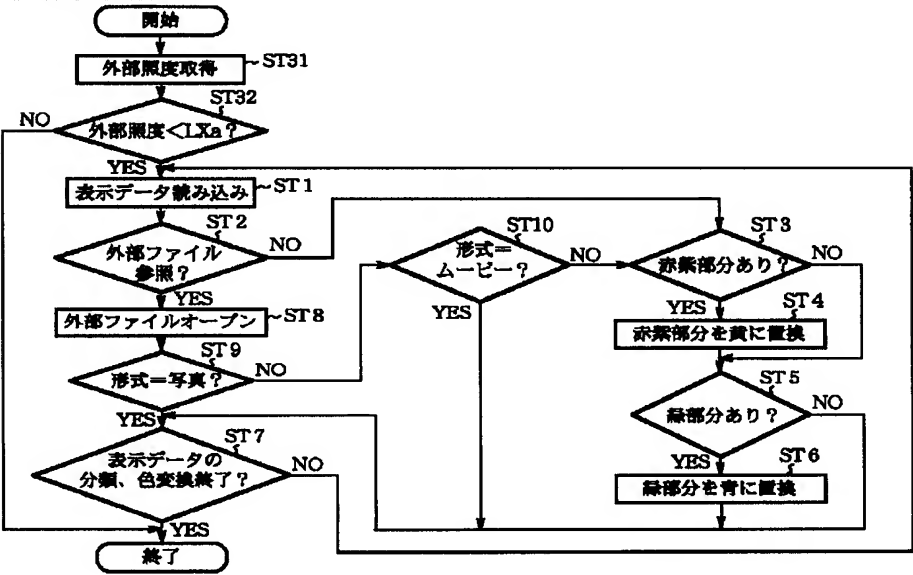 開始
外部照度取得
ST31
ST32
外部照度<LXa?
NO
YES
表示データ読み込み
ST1
ST2
外部ファイル
参照?
NO
YES
外部ファイルオープン
ST8
ST9
形式=写真?
NO
YES
ST7
表示データの
分類、色変換終了?
NO
YES
終了
ST10
形式=
ムービー?
NO
YES
ST3
赤紫部分あり?
NO
YES
ST4
赤紫部分を黄に置換
ST5
緑部分あり?
NO
YES
ST6
緑部分を青に置換